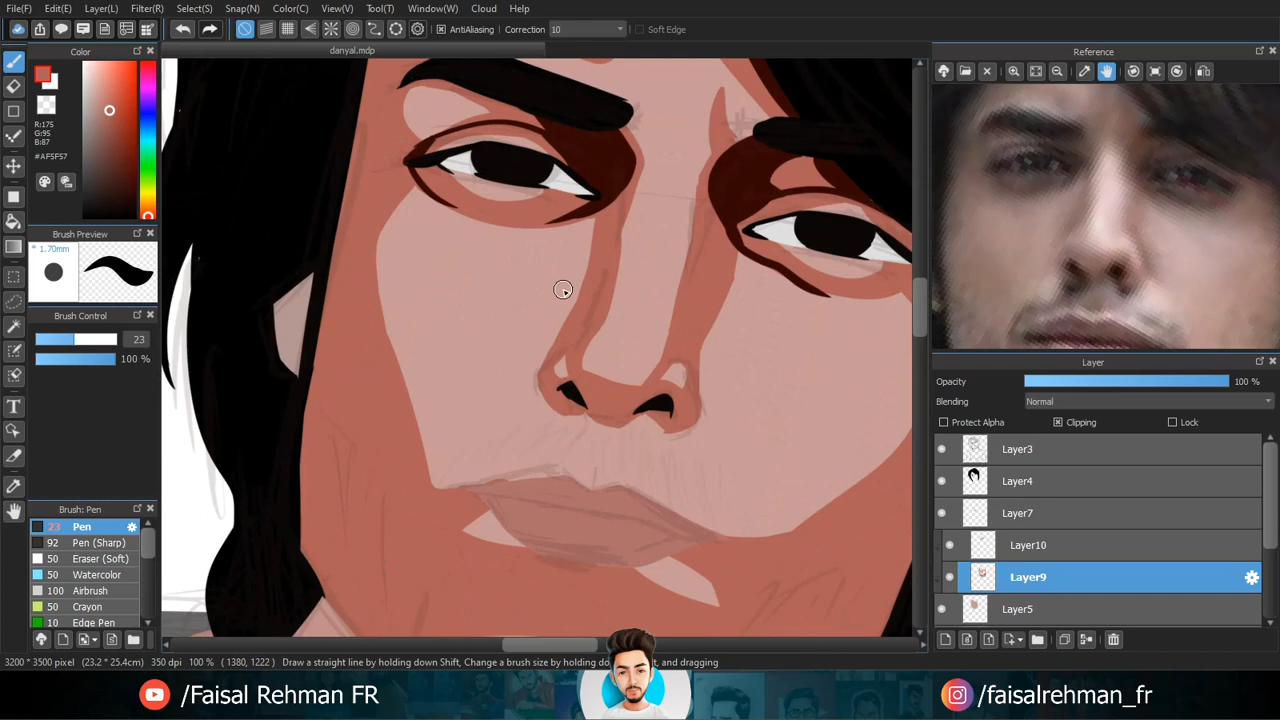 File(F) Edit(E) Layer(L) Filter(R) Select(S) Snap(N) Color(C) View(V) Tool(T) Window(W) Cloud Help
AntiAliasing Correction 10 Soft Edge
Color
danyal.mdp
Reference
R:175
G:95
B:87
#AF5F57
Brush Preview
* 1.70mm
Brush Control
23
100 %
Layer
Opacity 100 %
Blending Normal
Protect Alpha Clipping Lock
Layer3
Layer4
Layer7
Layer10
Layer9
Layer5
Brush: Pen
23 Pen
92 Pen (Sharp)
50 Eraser (Soft)
50 Watercolor
100 Airbrush
50 Crayon
10 Edge Pen
3200 * 3500 pixel (23.2 * 25.4cm) 350 dpi 100 % ( 1380, 1222 ) Draw a straight line by holding down Shift, Change a brush size by holding do it, and dragging
/Faisal Rehman FR
/faisalrehman_fr